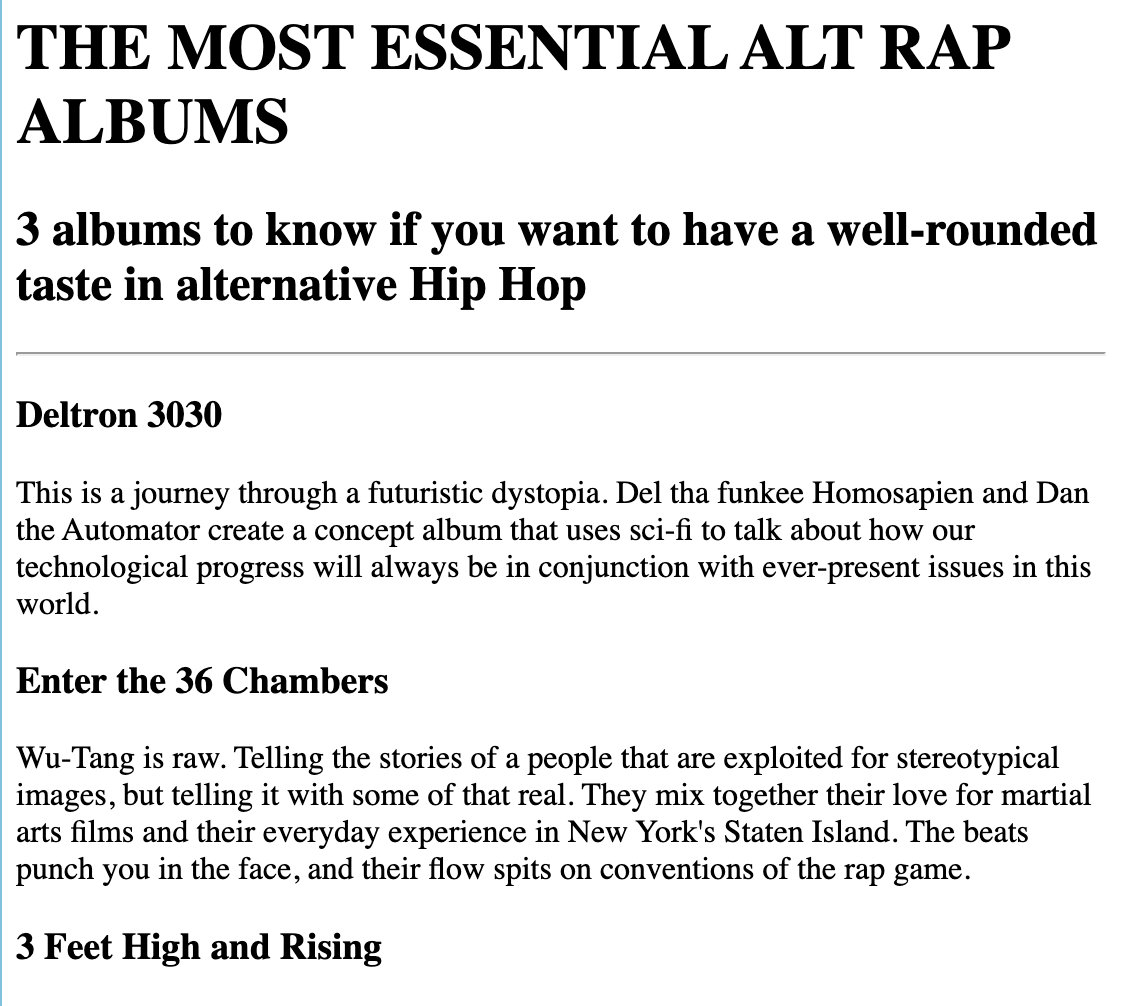 THE MOST ESSENTIAL ALT RAP
ALBUMS
3 albums to know if you want to have a well-rounded
taste in alternative Hip Hop
Deltron 3030
This is a journey through a futuristic dystopia. Del tha funkee Homosapien and Dan
the Automator create a concept album that uses sci-fi to talk about how our
technological progress will always be in conjunction with ever-present issues in this
world.
Enter the 36 Chambers
Wu-Tang is raw. Telling the stories of a people that are exploited for stereotypical
images, but telling it with some of that real. They mix together their love for martial
arts films and their everyday experience in New York's Staten Island. The beats
punch you in the face, and their flow spits on conventions of the rap game.
3 Feet High and Rising